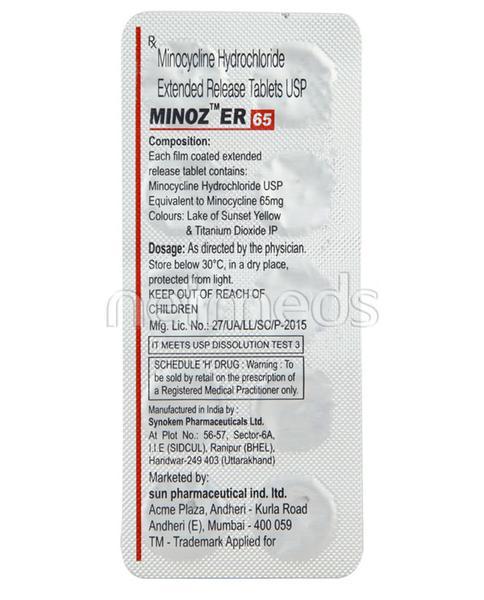 Rx
Minocycline Hydrochloride
Extended Release Tablets USP
MINOZ™ ER 65
Composition:
Each film coated extended
release tablet contains:
Minocycline Hydrochloride USP
Equivalent to Minocycline 65mg
Colours: Lake of Sunset Yellow
& Titanium Dioxide IP
Dosage: As directed by the physician.
Store below 30°C, in a dry place,
protected from light.
KEEP OUT OF REACH OF
CHILDREN
netmeds
Mfg. Lic. No.: 27/UA/LL/SC/P-2015
IT MEETS USP DISSOLUTION TEST 3
SCHEDULE 'H' DRUG : Warning : To
be sold by retail on the prescription of
a Registered Medical Practitioner only.
Manufactured in India by :
Synokem Pharmaceuticals Ltd.
At Plot No.: 56-57, Sector-6A,
I.I.E (SIDCUL), Ranipur (BHEL),
Haridwar-249 403 (Uttarakhand)
Marketed by:
sun pharmaceutical ind. ltd.
Acme Plaza, Andheri - Kurla Road
Andheri (E), Mumbai - 400 059
TM - Trademark Applied for